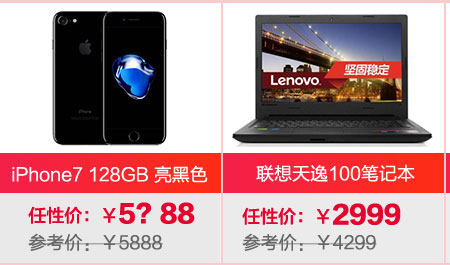 iPhone
Lenovo
坚固稳定
iPhone7 128GB 亮黑色
任性价：￥5? 88
参考价：￥5888
联想天逸100笔记本
任性价：￥2999
参考价：￥4299